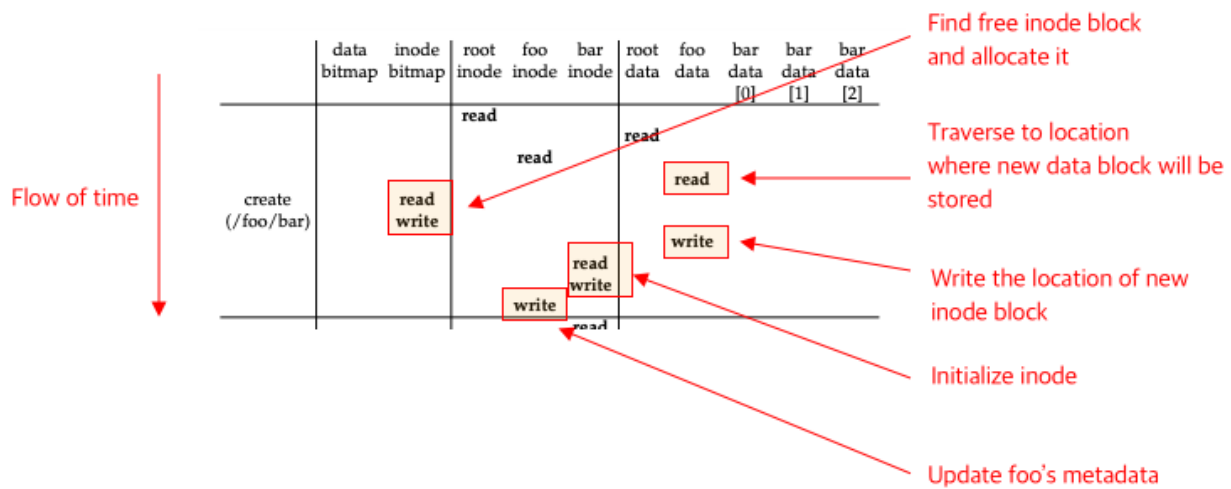 Find free inode block
and allocate it
data inode root foo bar root foo bar bar bar
bitmap bitmap inode inode inode data data data data data
[0] [1] [2]
read
read
read
Traverse to location
where new data block will be
stored
read
Flow of time
create
(/foo/bar)
read
write
write
Write the location of new
inode block
read
write
write
read
Initialize inode
Update foo's metadata